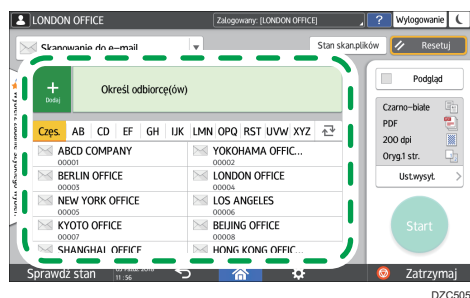 LONDON OFFICE
Zalogowany: [LONDON OFFICE]
? Wylogowanie
Skanowanie do e-mail
Stan skan.plików
Resetuj
Dodaj
Określ odbiorcę(ów)
Częs. AB CD EF GH IJK LMN OPQ RST UVW XYZ
ABCD COMPANY
00001
YOKOHAMA OFFIC...
00002
BERLIN OFFICE
00003
LONDON OFFICE
00004
NEW YORK OFFICE
00005
LOS ANGELES
00006
KYOTO OFFICE
00007
BEIJING OFFICE
00008
SHANGHAI OFFICE
HONG KONG OFFIC...
Podgląd
Czarno-białe
PDF
200 dpi
Oryg.1 str.
Ust.wysył.
Start
Sprawdź stan
2018
11:56
Zatrzymaj
DZC505